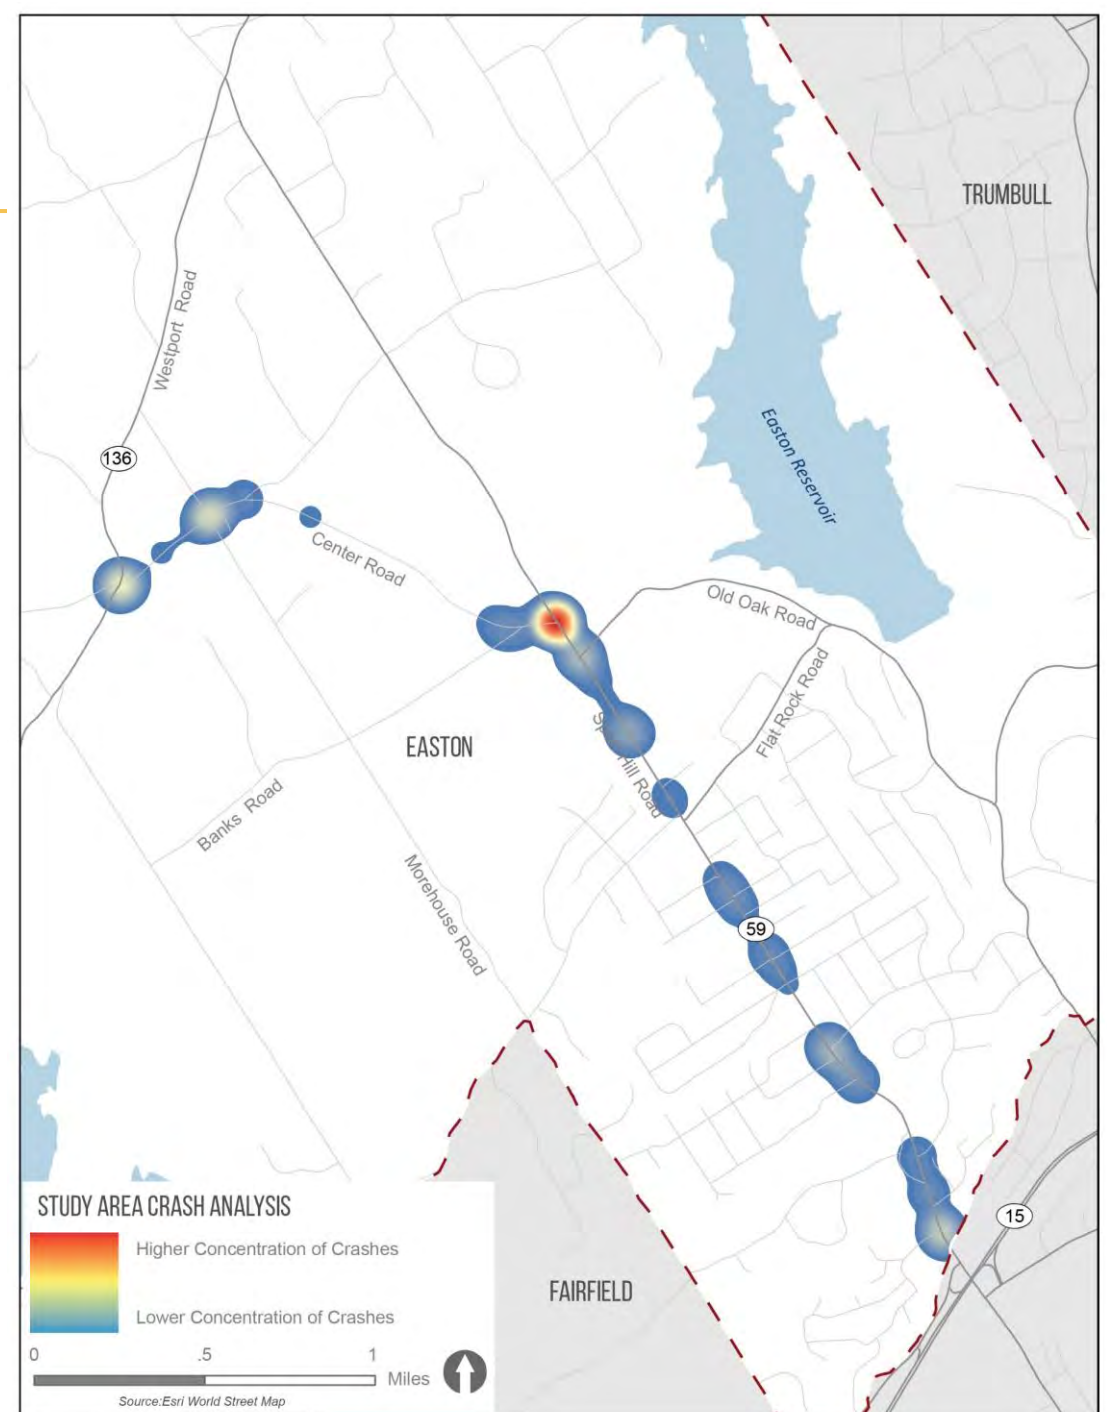 TRUMBULL
Westport Road
136
Easton Reservoir
Center Road
Old Oak Road
Flat Rock Road
EASTON
Hill Road
Banks Road
Morehouse Road
59
15
FAIRFIELD
STUDY AREA CRASH ANALYSIS
Higher Concentration of Crashes
Lower Concentration of Crashes
0 .5 1
Miles
Source:Esri World Street Map